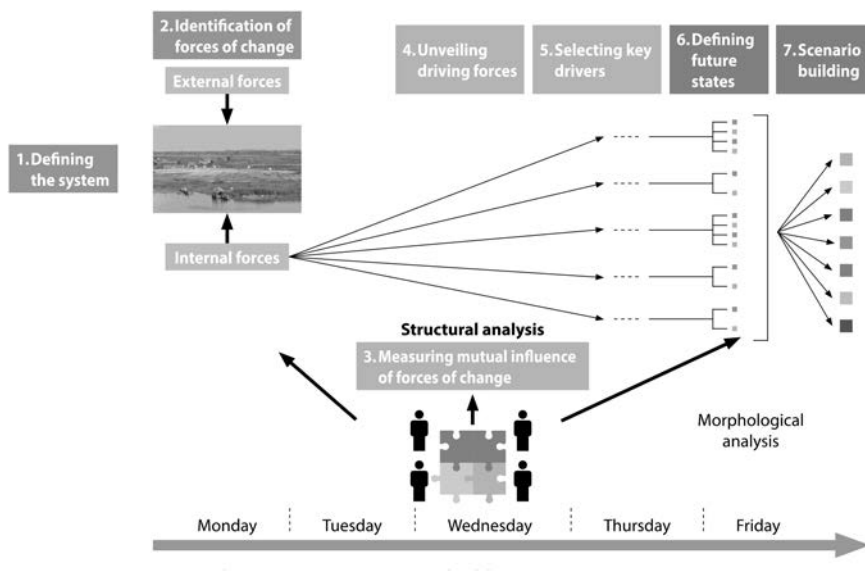 2. Identification of
forces of change
External forces
1. Defining
the system
Internal forces
4. Unveiling
driving forces
5. Selecting key
drivers
6. Defining
future
states
7. Scenario
building
Structural analysis
3. Measuring mutual influence
of forces of change
Morphological
analysis
Monday
Tuesday
Wednesday
Thursday
Friday